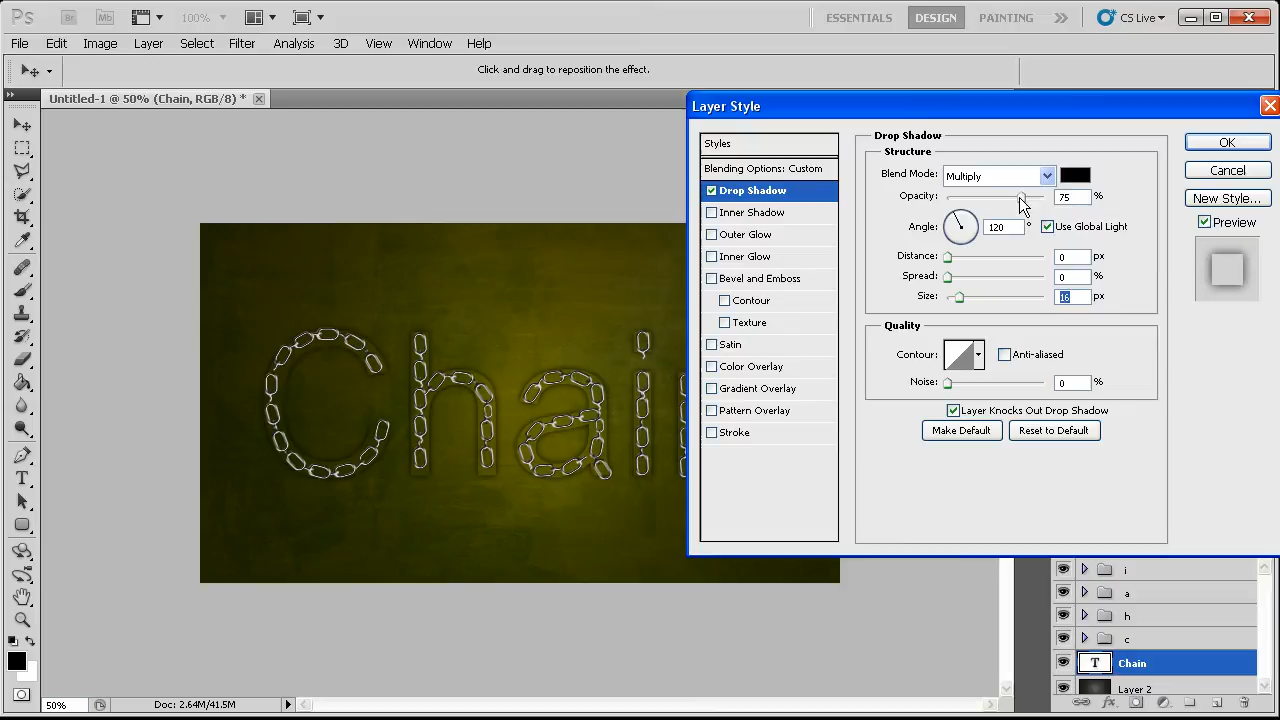 Ps Br Mb 100% ESSENTIALS DESIGN PAINTING CS Live
File Edit Image Layer Select Filter Analysis 3D View Window Help
Click and drag to reposition the effect.
Untitled-1 @ 50% (Chain, RGB/8) *
Layer Style
Styles
Blending Options: Custom
Drop Shadow
Inner Shadow
Outer Glow
Inner Glow
Bevel and Emboss
Contour
Texture
Satin
Color Overlay
Gradient Overlay
Pattern Overlay
Stroke
Drop Shadow
Structure
Blend Mode: Multiply
Opacity: 75 %
Angle: 120 ° Use Global Light
Distance: 0 px
Spread: 0 %
Size: 16 px
Quality
Contour: Anti-aliased
Noise: 0 %
Layer Knocks Out Drop Shadow
Make Default Reset to Default
OK
Cancel
New Style...
Preview
Chai
i
a
h
c
T Chain
Layer 2
50% Doc: 2.64M/41.5M
fx